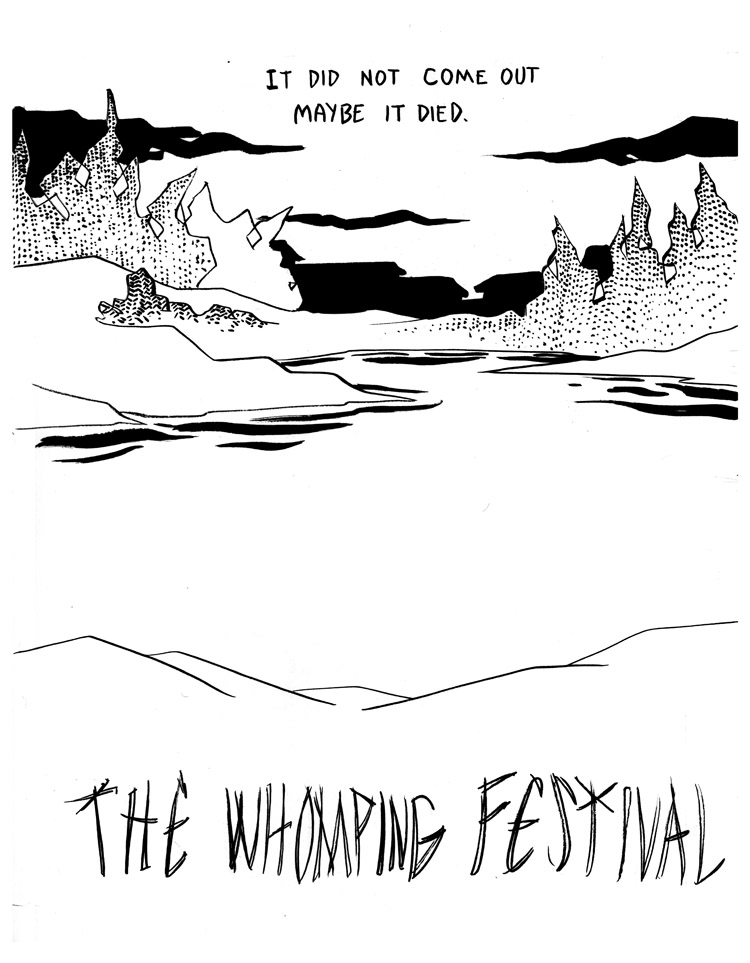 IT DID NOT COME OUT
MAYBE IT DIED.
THE WHOMPING FESTIVAL